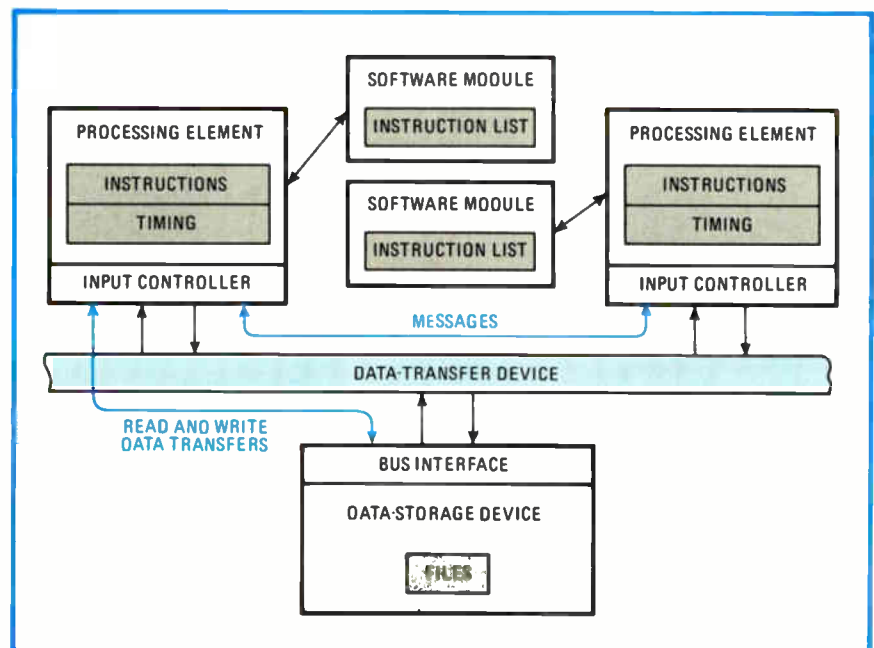 SOFTWARE MODULE
INSTRUCTION LIST
PROCESSING ELEMENT
INSTRUCTIONS
TIMING
INPUT CONTROLLER
SOFTWARE MODULE
INSTRUCTION LIST
PROCESSING ELEMENT
INSTRUCTIONS
TIMING
INPUT CONTROLLER
MESSAGES
DATA-TRANSFER DEVICE
READ AND WRITE
DATA TRANSFERS
BUS INTERFACE
DATA-STORAGE DEVICE
FILES